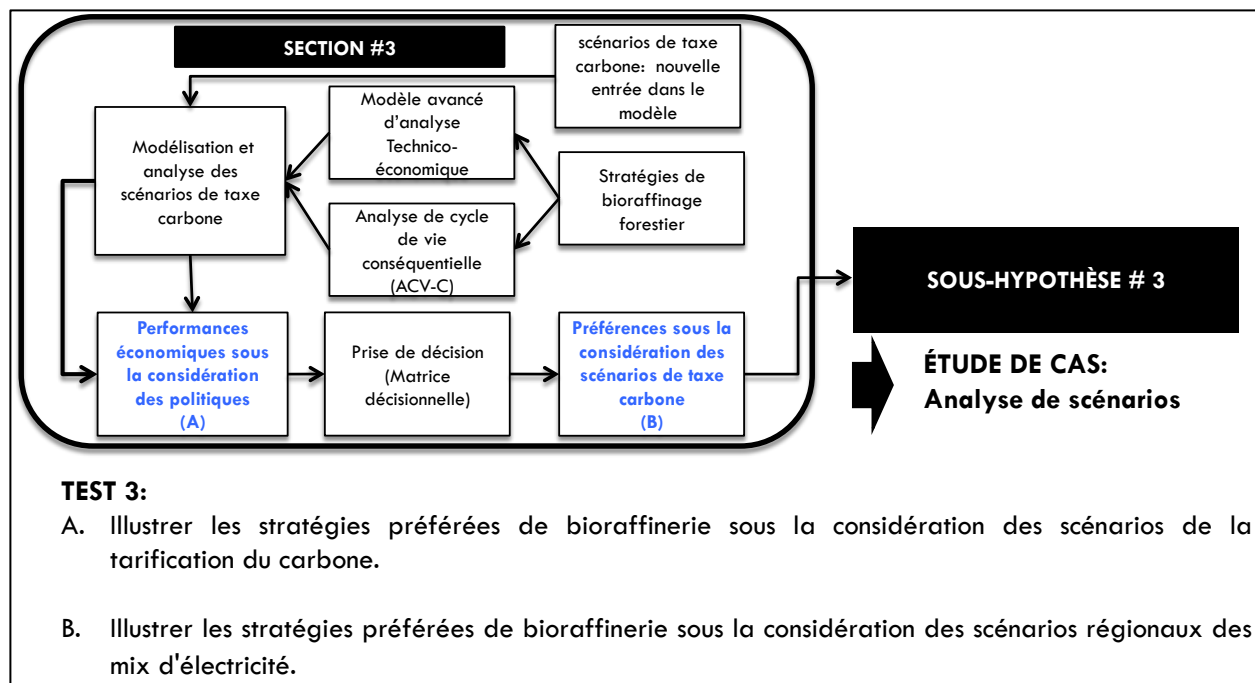 SECTION #3
scénarios de taxe
carbone: nouvelle
entrée dans le
modèle
Modèle avancé
d'analyse
Technico-
économique
Modélisation et
analyse des
scénarios de taxe
carbone
Stratégies de
bioraffinage
forestier
Analyse de cycle
de vie
conséquentielle
(ACV-C)
Performances
économiques sous
la considération
des politiques
(A)
Prise de décision
(Matrice
décisionnelle)
Préférences sous la
considération des
scénarios de taxe
carbone
(B)
SOUS-HYPOTHÈSE # 3
ÉTUDE DE CAS:
Analyse de scénarios
TEST 3:
A. Illustrer les stratégies préférées de bioraffinerie sous la considération des scénarios de la
tarification du carbone.
B. Illustrer les stratégies préférées de bioraffinerie sous la considération des scénarios régionaux des
mix d'électricité.